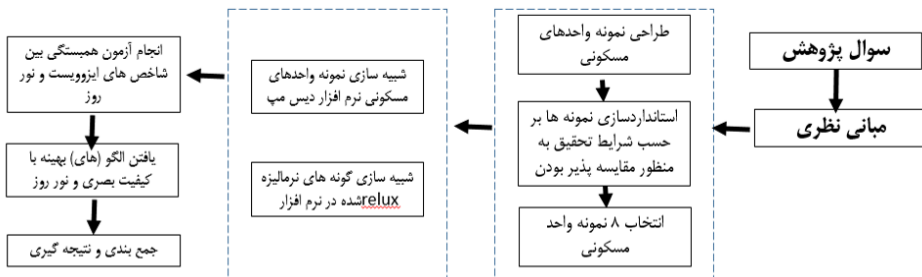 سوال پژوهش
مبانی نظری
طراحی نمونه واحدهای
مسکونی
استانداردسازی نمونه ها بر
حسب شرایط تحقیق به
منظور مقایسه پذیر بودن
انتخاب ۸ نمونه واحد
مسکونی
شبیه سازی نمونه واحدهای
مسکونی نرم افزار دپس مپ
شبیه سازی گونه های نرمالیزه
شده در نرم افزار relux
انجام آزمون همبستگی بین
شاخص های ایزوویست و نور
روز
یافتن الگو (های) بهینه با
کیفیت بصری و نور روز
جمع بندی و نتیجه گیری